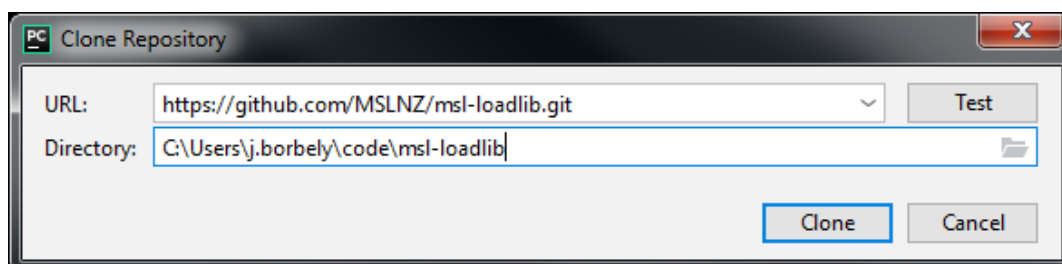 PC Clone Repository x
URL: https://github.com/MSLNZ/msl-loadlib.git Test
Directory: C:\Users\j.borbely\code\msl-loadlib
Clone Cancel